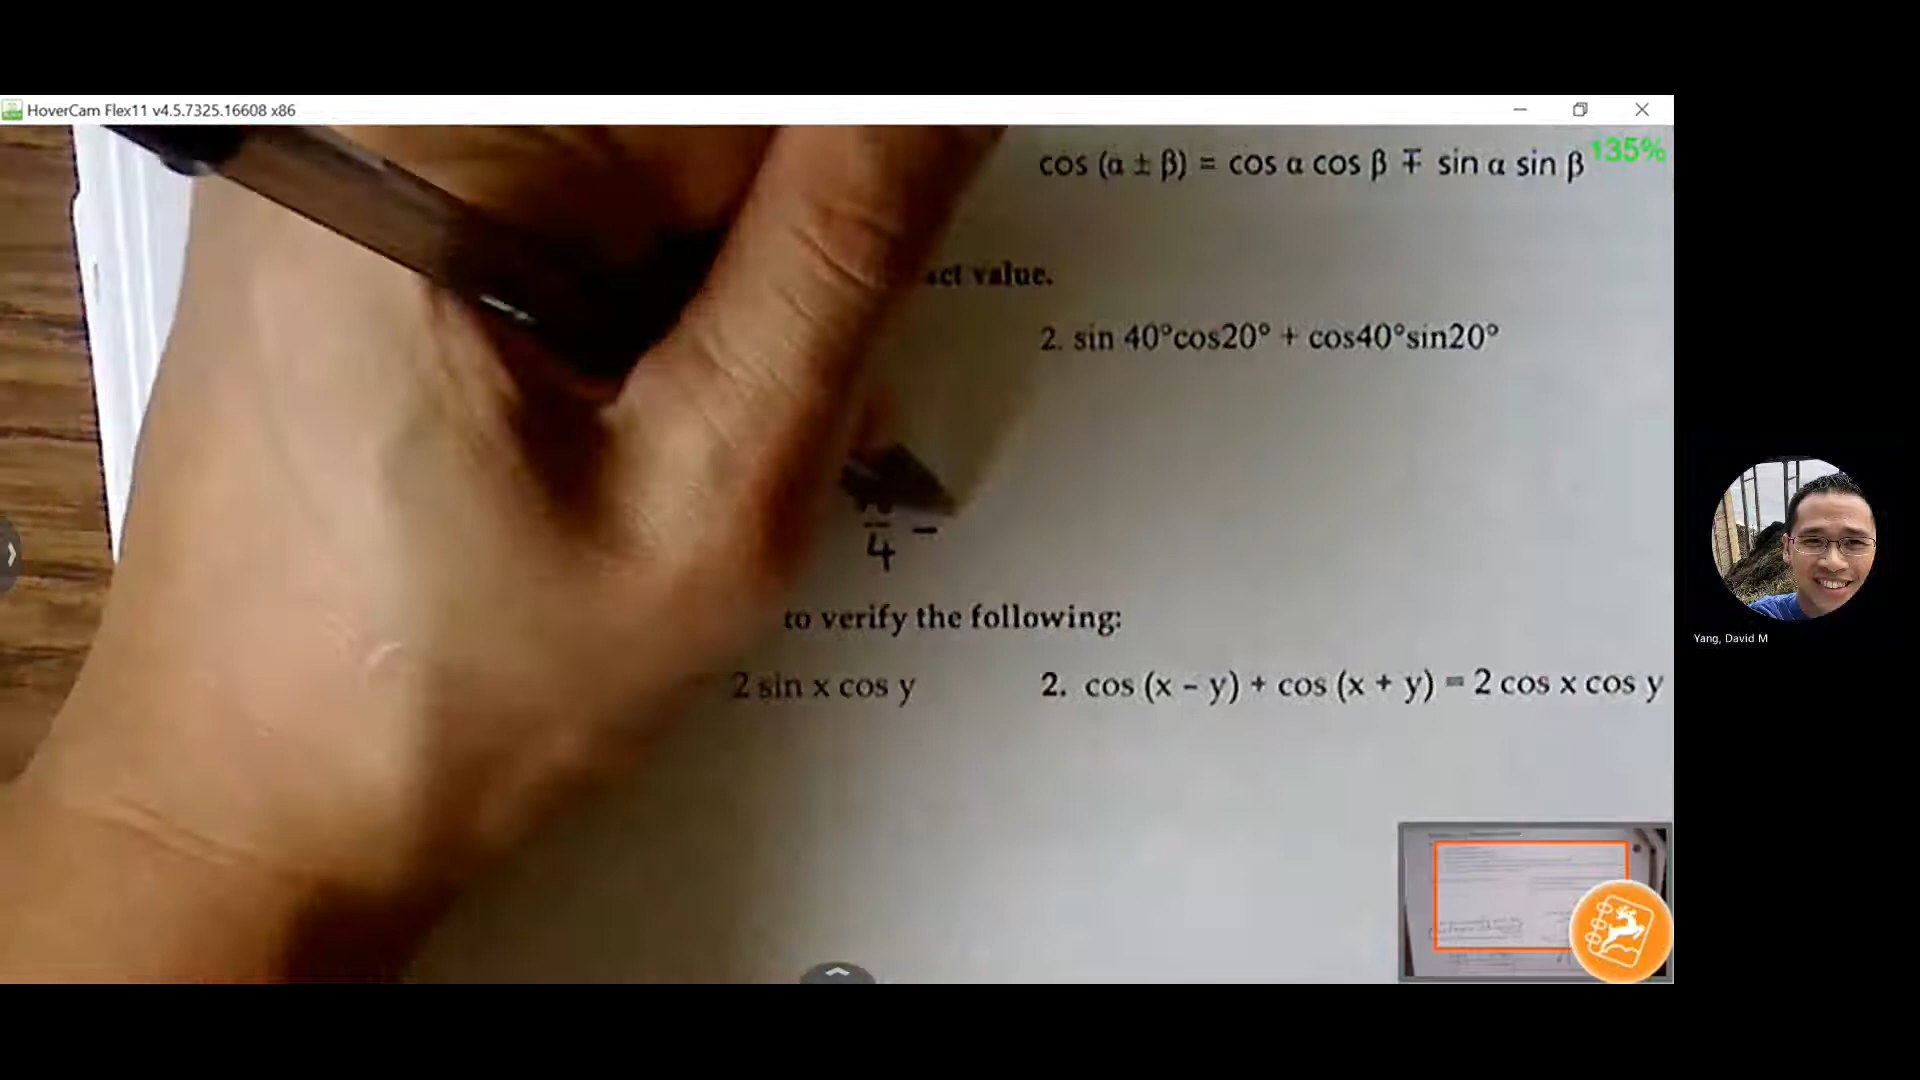 HoverCam Flex11 v4.5.7325.16608 x86
cos (α ± β) = cos α cos β ∓ sin α sin β
135%
value.
2. sin 40°cos20° + cos40°sin20°
4 –
to verify the following:
2 sin x cos y
2. cos (x – y) + cos (x + y) = 2 cos x cos y
Yang, David M